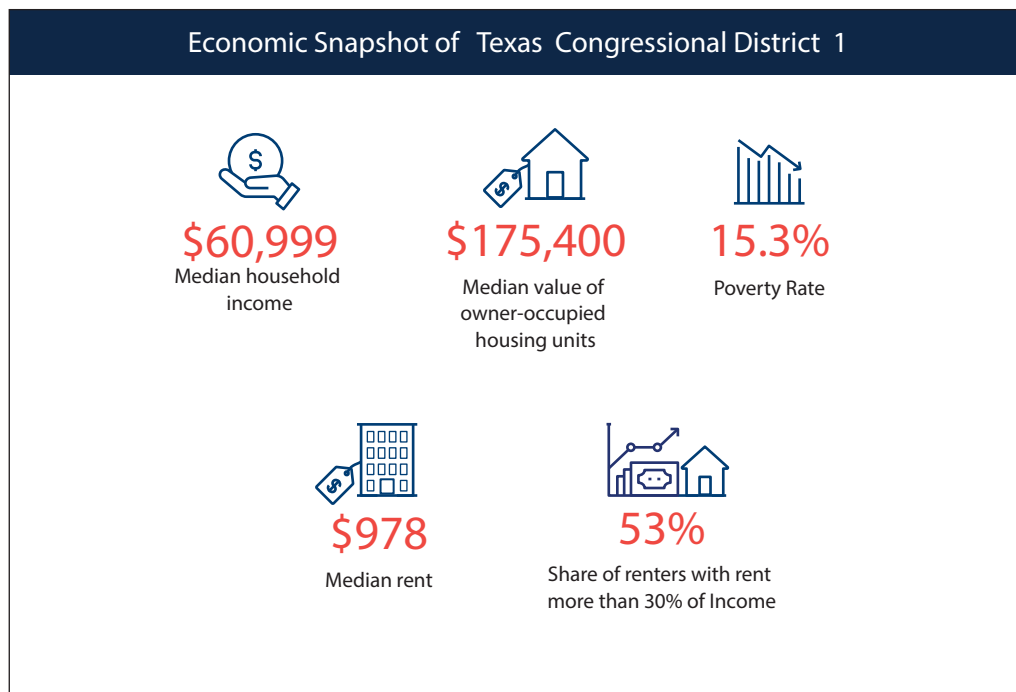 Economic Snapshot of Texas Congressional District 1
$
$
$60,999
Median household
income
$175,400
Median value of
owner-occupied
housing units
15.3%
Poverty Rate
$
$978
Median rent
53%
Share of renters with rent
more than 30% of Income